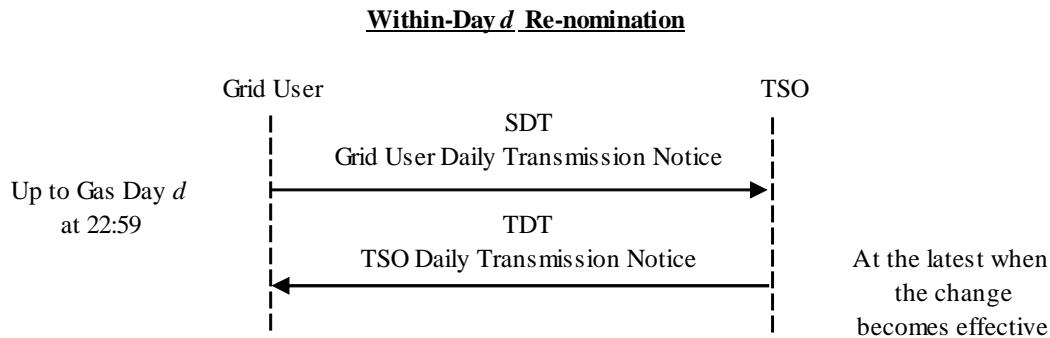 Within-Day d Re-nomination
Grid User
TSO
SDT
Grid User Daily Transmission Notice
Up to Gas Day d
at 22:59
TDT
TSO Daily Transmission Notice
At the latest when
the change
becomes effective